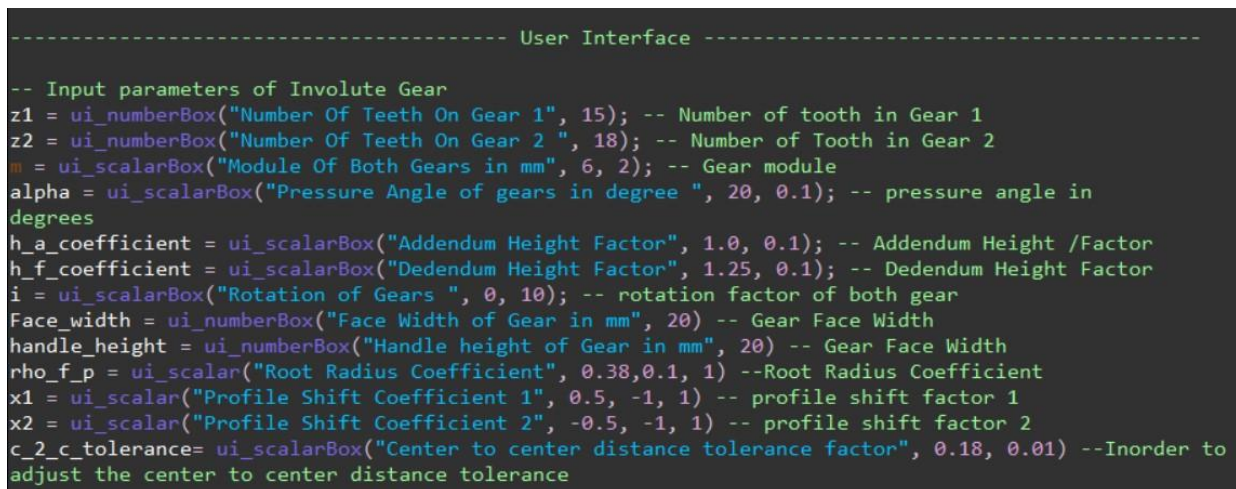 ------------------------------------------ User Interface ------------------------------------------
-- Input parameters of Involute Gear
z1 = ui_numberBox("Number Of Teeth On Gear 1", 15); -- Number of tooth in Gear 1
z2 = ui_numberBox("Number Of Teeth On Gear 2 ", 18); -- Number of Tooth in Gear 2
m = ui_scalarBox("Module Of Both Gears in mm", 6, 2); -- Gear module
alpha = ui_scalarBox("Pressure Angle of gears in degree ", 20, 0.1); -- pressure angle in
degrees
h_a_coefficient = ui_scalarBox("Addendum Height Factor", 1.0, 0.1); -- Addendum Height /Factor
h_f_coefficient = ui_scalarBox("Dedendum Height Factor", 1.25, 0.1); -- Dedendum Height Factor
i = ui_scalarBox("Rotation of Gears ", 0, 10); -- rotation factor of both gear
Face_width = ui_numberBox("Face Width of Gear in mm", 20) -- Gear Face Width
handle_height = ui_numberBox("Handle height of Gear in mm", 20) -- Gear Face Width
rho_f_p = ui_scalar("Root Radius Coefficient", 0.38,0.1, 1) --Root Radius Coefficient
x1 = ui_scalar("Profile Shift Coefficient 1", 0.5, -1, 1) -- profile shift factor 1
x2 = ui_scalar("Profile Shift Coefficient 2", -0.5, -1, 1) -- profile shift factor 2
c_2_c_tolerance= ui_scalarBox("Center to center distance tolerance factor", 0.18, 0.01) --Inorder to
adjust the center to center distance tolerance